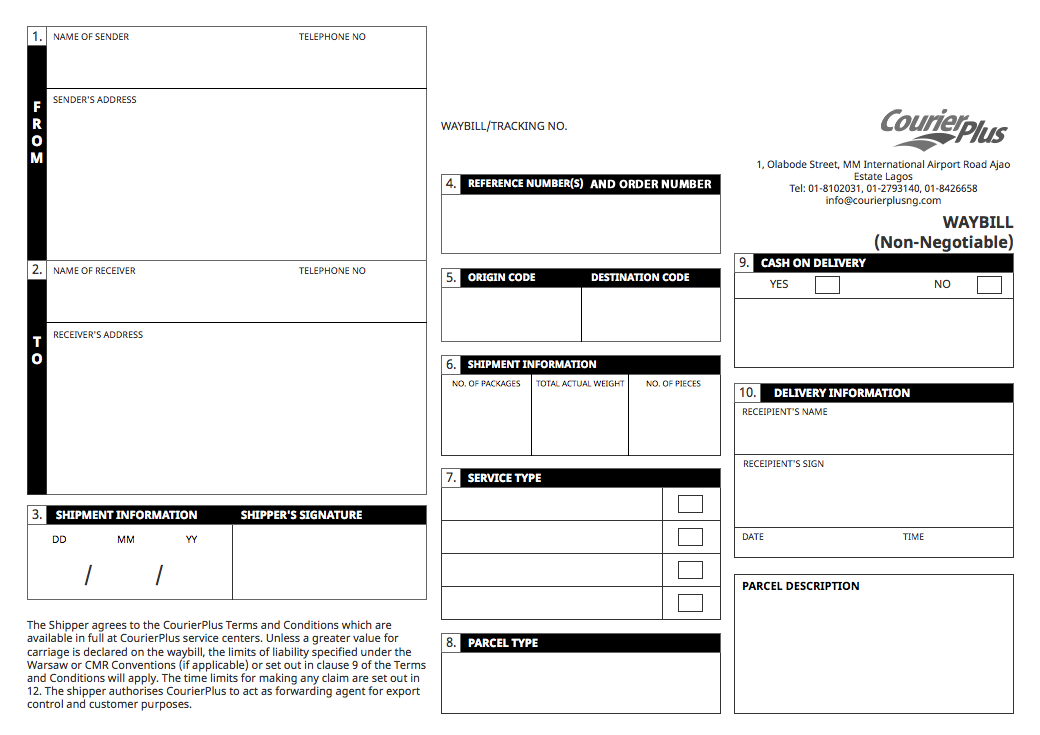 1.
NAME OF SENDER TELEPHONE NO
FROM
SENDER'S ADDRESS
2.
NAME OF RECEIVER TELEPHONE NO
TO
RECEIVER'S ADDRESS
3. SHIPMENT INFORMATION SHIPPER'S SIGNATURE
DD MM YY
/ /
The Shipper agrees to the CourierPlus Terms and Conditions which are
available in full at CourierPlus service centers. Unless a greater value for
carriage is declared on the waybill, the limits of liability specified under the
Warsaw or CMR Conventions (if applicable) or set out in clause 9 of the Terms
and Conditions will apply. The time limits for making any claim are set out in
12. The shipper authorises CourierPlus to act as forwarding agent for export
control and customer purposes.
WAYBILL/TRACKING NO.
4. REFERENCE NUMBER(S) AND ORDER NUMBER
5. ORIGIN CODE DESTINATION CODE
6. SHIPMENT INFORMATION
NO. OF PACKAGES TOTAL ACTUAL WEIGHT NO. OF PIECES
7. SERVICE TYPE
8. PARCEL TYPE
CourierPlus
1, Olabode Street, MM International Airport Road Ajao
Estate Lagos
Tel: 01-8102031, 01-2793140, 01-8426658
info@courierplusng.com
WAYBILL
(Non-Negotiable)
9. CASH ON DELIVERY
YES NO
10. DELIVERY INFORMATION
RECEIPIENT'S NAME
RECEIPIENT'S SIGN
DATE TIME
PARCEL DESCRIPTION